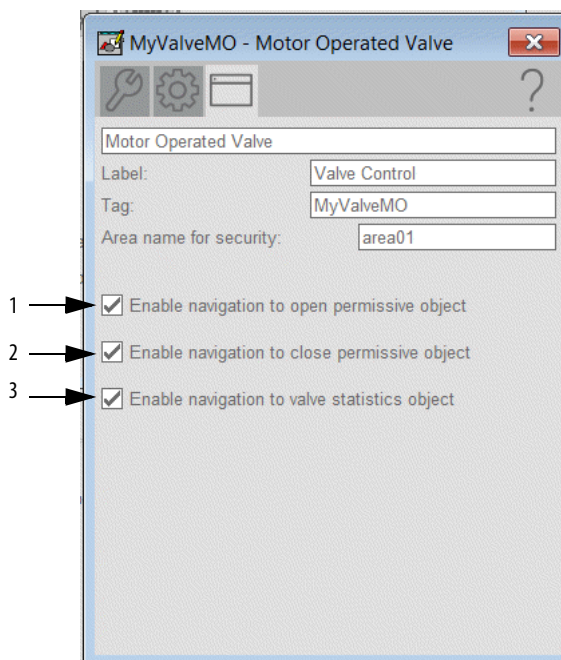 MyValveMO - Motor Operated Valve
?
Motor Operated Valve
Label: Valve Control
Tag: MyValveMO
Area name for security: area01
1 Enable navigation to open permissive object
2 Enable navigation to close permissive object
3 Enable navigation to valve statistics object